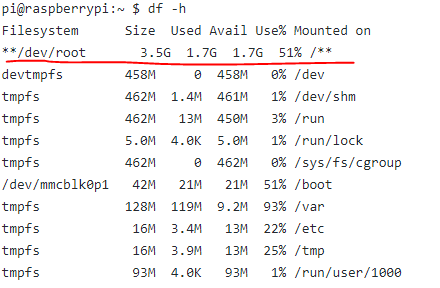 pi@raspberrypi:~ $ df -h
Filesystem      Size  Used Avail Use% Mounted on
**/dev/root       3.5G  1.7G  1.7G  51% /**
devtmpfs        458M     0  458M   0% /dev
tmpfs           462M  1.4M  461M   1% /dev/shm
tmpfs           462M   13M  450M   3% /run
tmpfs           5.0M  4.0K  5.0M   1% /run/lock
tmpfs           462M     0  462M   0% /sys/fs/cgroup
/dev/mmcblk0p1   42M   21M   21M  51% /boot
tmpfs           128M  119M  9.2M  93% /var
tmpfs            16M  3.4M   13M  22% /etc
tmpfs            16M  3.9M   13M  25% /tmp
tmpfs            93M  4.0K   93M   1% /run/user/1000